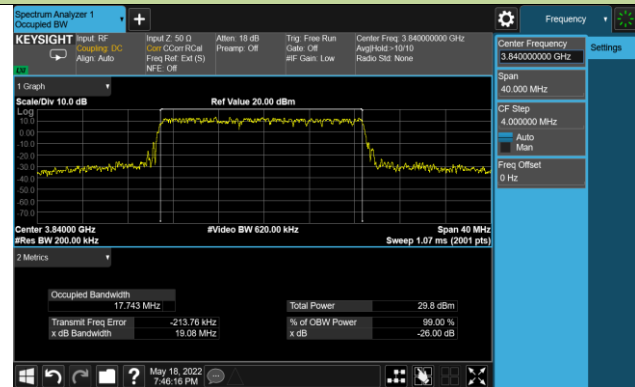 Spectrum Analyzer 1
Occupied BW
Frequency
KEYSIGHT
Input: RF
Coupling: DC
Align: Auto
Input Z: 50 Ω
Corr CCorr RCal
Freq Ref: Ext (S)
NFE: Off
Atten: 18 dB
Preamp: Off
Trig: Free Run
Gate: Off
#IF Gain: Low
Center Freq: 3.840000000 GHz
Avg|Hold:>10/10
Radio Std: None
LXI
Center Frequency
3.840000000 GHz
Settings
Span
40.000 MHz
CF Step
4.000000 MHz
Auto
Man
Freq Offset
0 Hz
1 Graph
Scale/Div 10.0 dB
Ref Value 20.00 dBm
Log
10.0
0.00
-10.0
-20.0
-30.0
-40.0
-50.0
-60.0
-70.0
Center 3.84000 GHz
#Video BW 620.00 kHz
Span 40 MHz
#Res BW 200.00 kHz
Sweep 1.07 ms (2001 pts)
2 Metrics
Occupied Bandwidth
17.743 MHz
Total Power 29.8 dBm
Transmit Freq Error -213.76 kHz
% of OBW Power 99.00 %
x dB Bandwidth 19.08 MHz
x dB -26.00 dB
?
May 18, 2022
7:46:16 PM